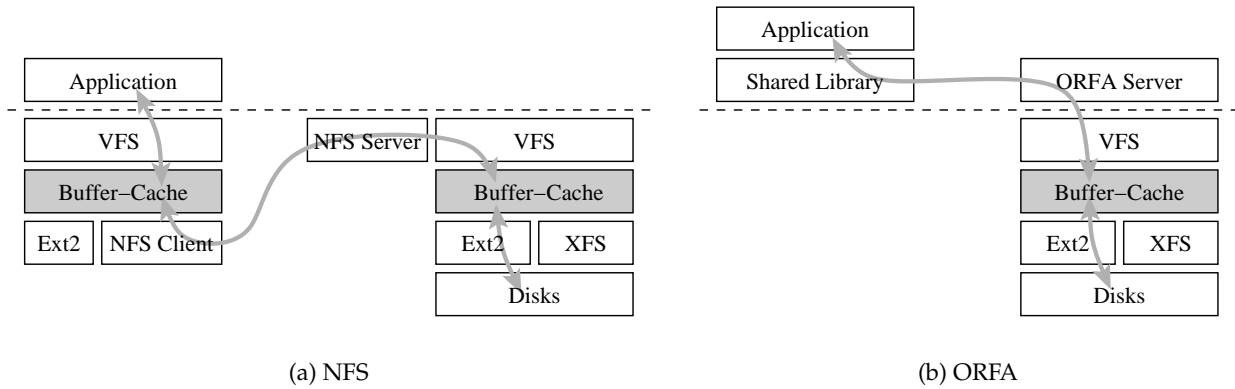 Application
VFS
NFS Server
VFS
Buffer–Cache
Buffer–Cache
Ext2
NFS Client
Ext2
XFS
Disks
(a) NFS
Application
Shared Library
ORFA Server
VFS
Buffer–Cache
Ext2
XFS
Disks
(b) ORFA